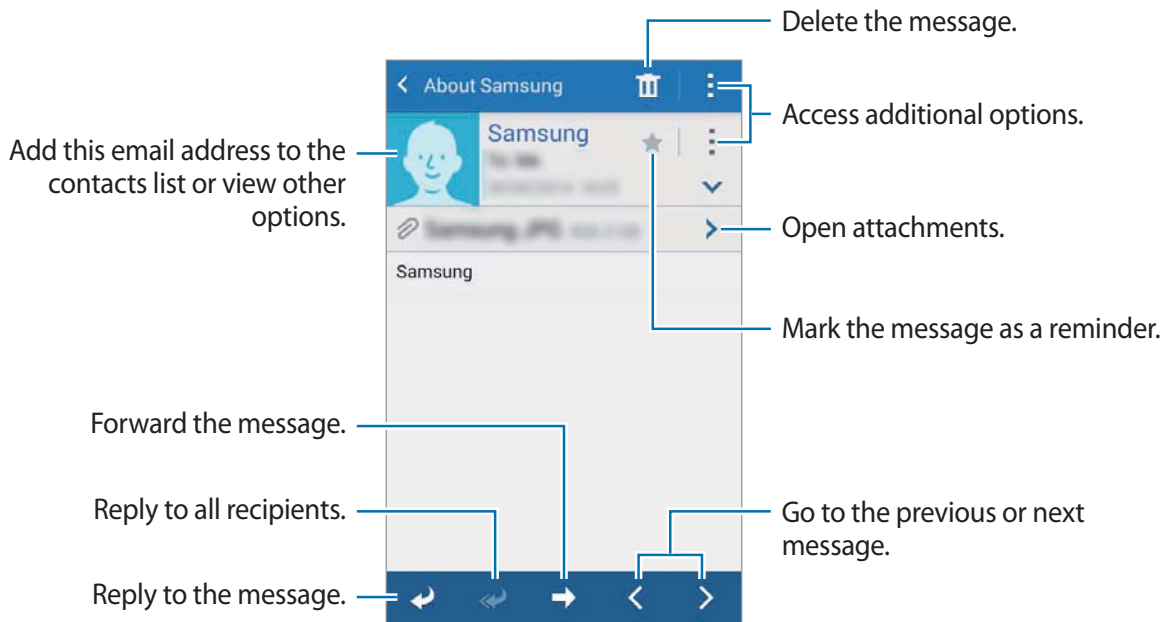 Delete the message.
About Samsung
Access additional options.
Add this email address to the
contacts list or view other
options.
Samsung
Open attachments.
Samsung
Mark the message as a reminder.
Forward the message.
Reply to all recipients.
Go to the previous or next
message.
Reply to the message.